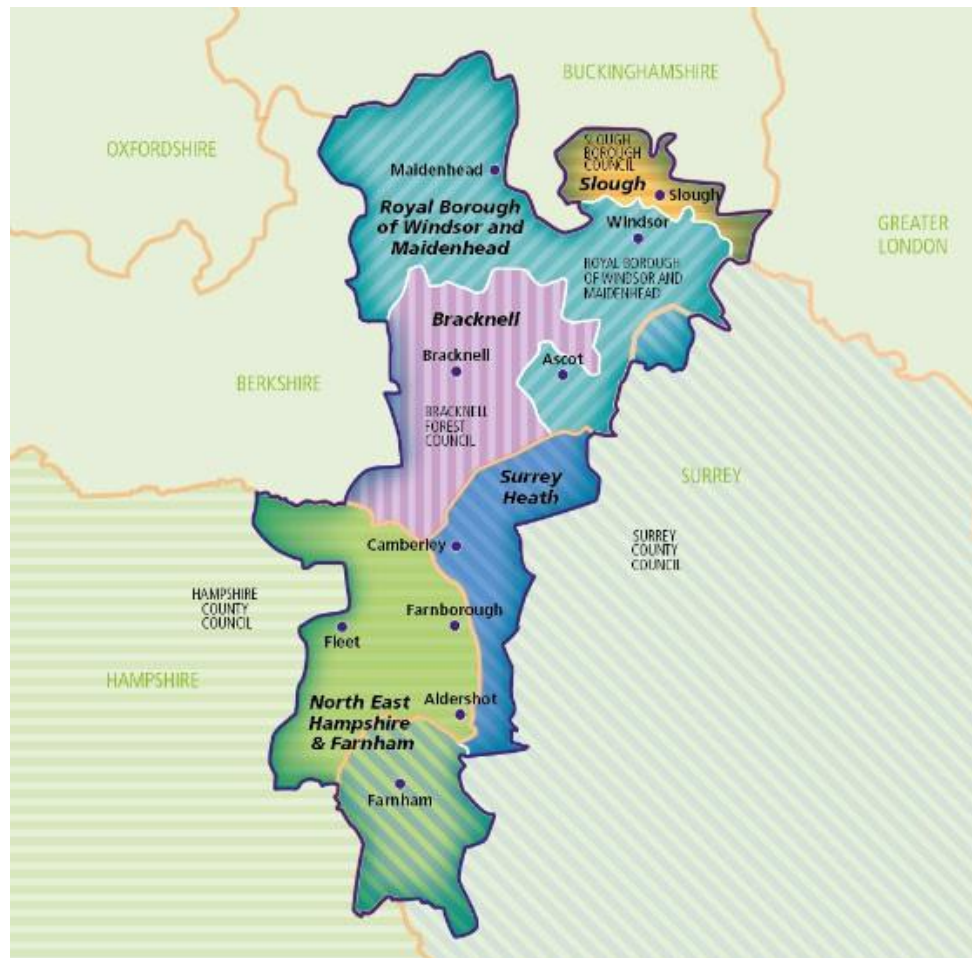 BUCKINGHAMSHIRE
OXFORDSHIRE
SLOUGH
BOROUGH
COUNCIL
Slough
Slough
Maidenhead
Royal Borough
of Windsor and
Maidenhead
Windsor
GREATER
LONDON
ROYAL BOROUGH
OF WINDSOR AND
MAIDENHEAD
Bracknell
Bracknell
Ascot
BERKSHIRE
BRACKNELL
FOREST
COUNCIL
Surrey
Heath
SURREY
Camberley
SURREY
COUNTY
COUNCIL
HAMPSHIRE
COUNTY
COUNCIL
Farnborough
Fleet
HAMPSHIRE
North East
Hampshire
& Farnham
Aldershot
Farnham